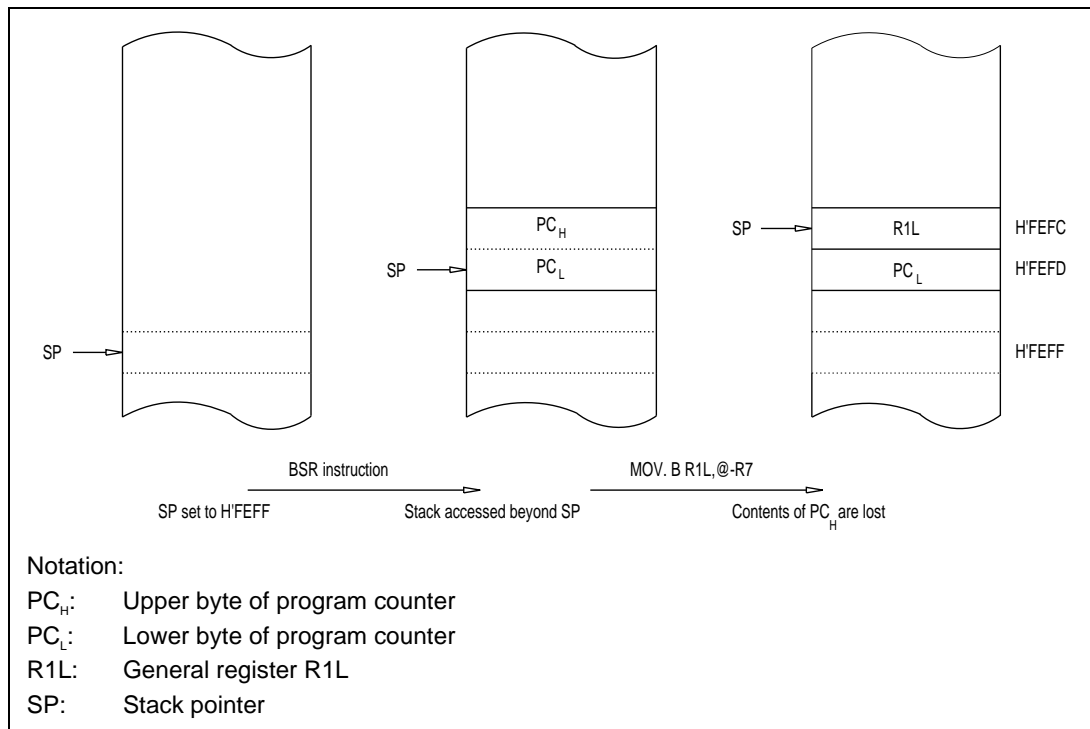 PC_H
SP
R1L
H'FEFC
SP
PC_L
PC_L
H'FEFD
SP
H'FEFF
BSR instruction
MOV. B R1L,@-R7
SP set to H'FEFF
Stack accessed beyond SP
Contents of PC_H are lost
Notation:
PC_H: Upper byte of program counter
PC_L: Lower byte of program counter
R1L: General register R1L
SP: Stack pointer